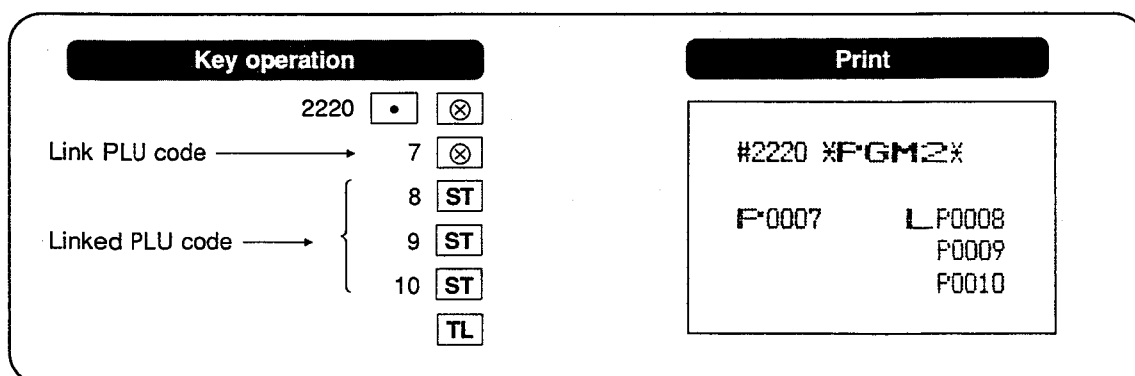 Key operation
2220 • ⊗
Link PLU code 7 ⊗
8 ST
Linked PLU code 9 ST
10 ST
TL
Print
#2220 *PGM2*
P0007 LP0008
P0009
P0010